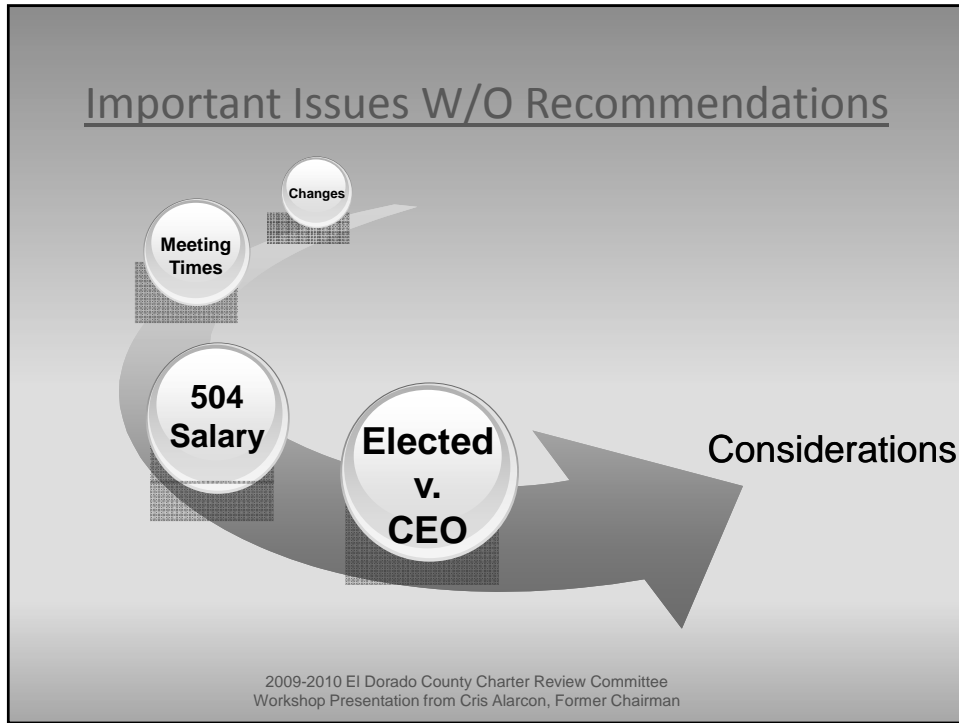 Important Issues W/O Recommendations
Changes
Meeting
Times
504
Salary
Elected
v.
CEO
Considerations
2009-2010 El Dorado County Charter Review Committee
Workshop Presentation from Cris Alarcon, Former Chairman